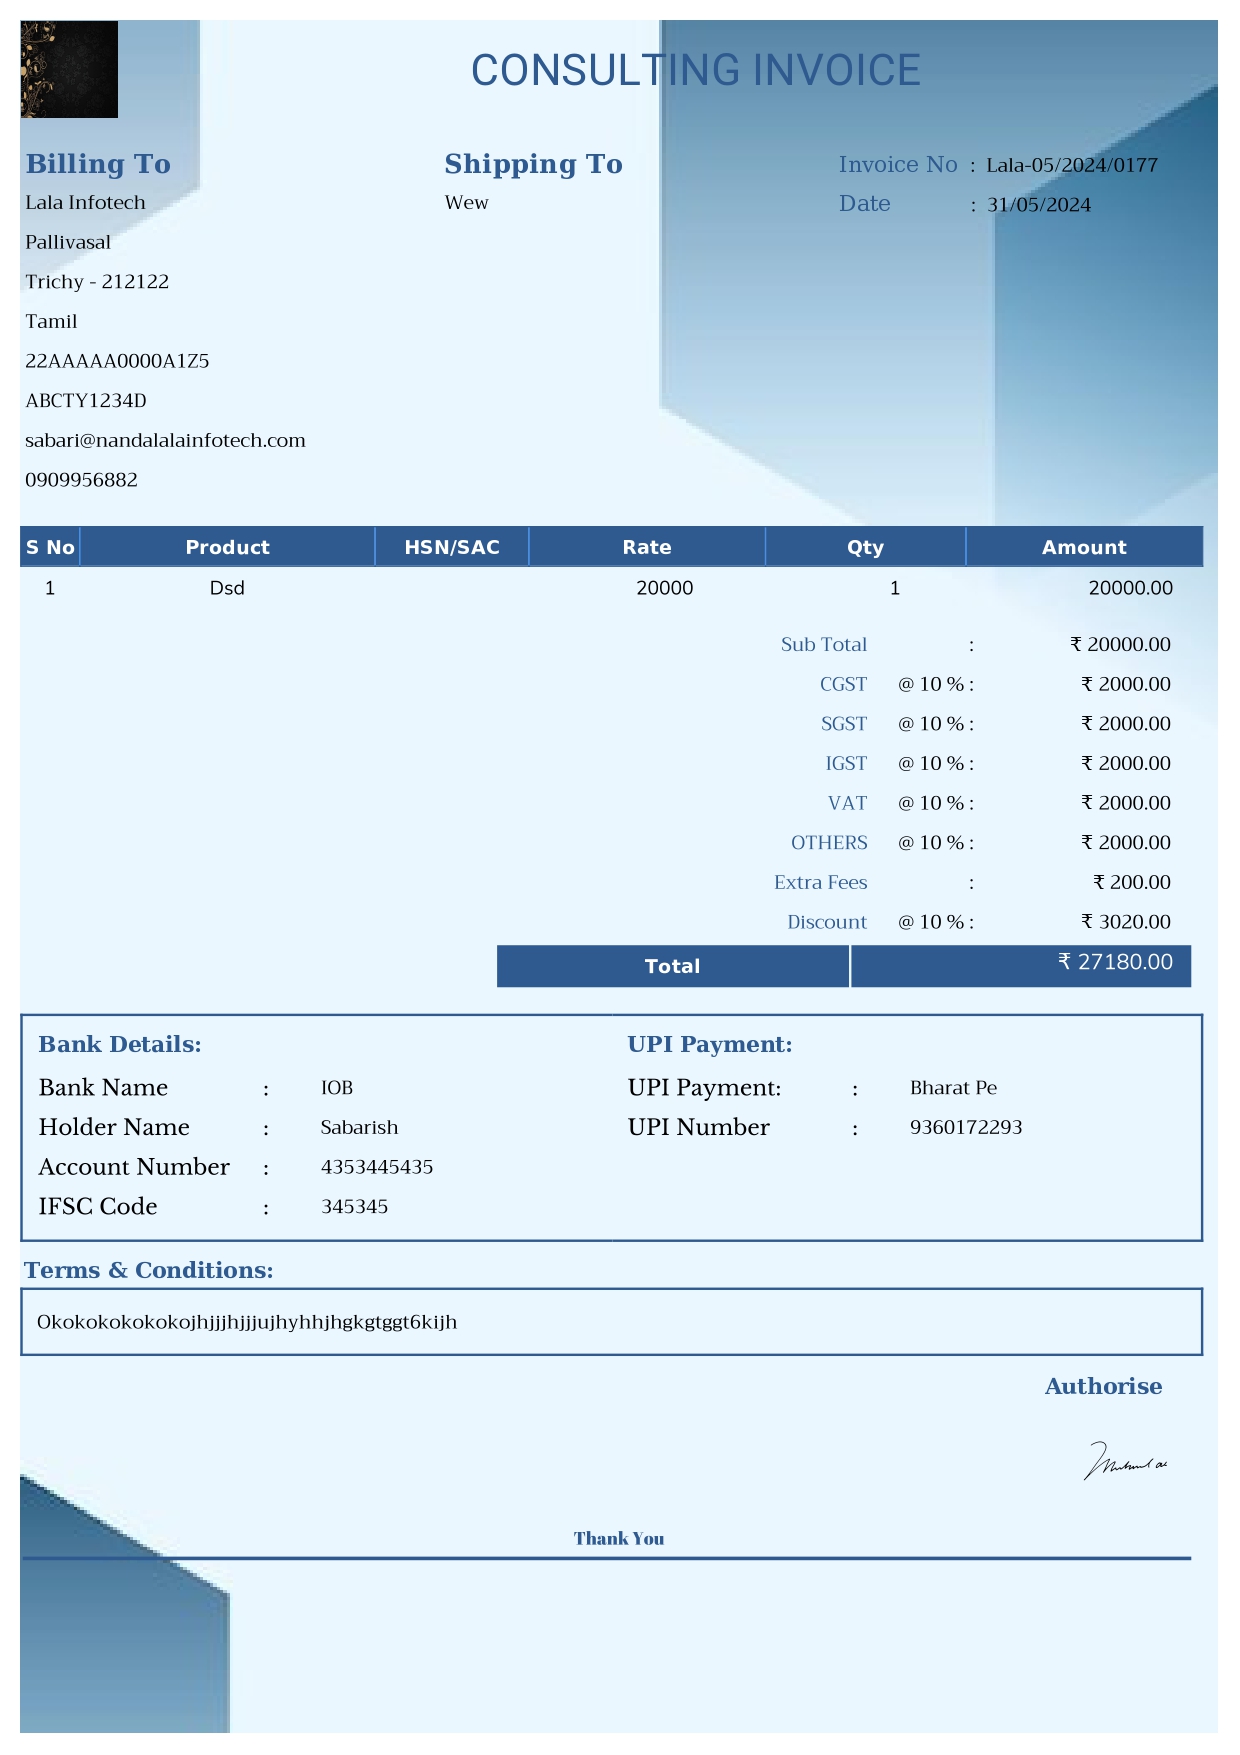 CONSULTING INVOICE
Billing To
Lala Infotech
Pallivasal
Trichy - 212122
Tamil
22AAAAA0000A1Z5
ABCTY1234D
sabari@nandalalainfotech.com
0909956882
Shipping To
Wew
Invoice No : Lala-05/2024/0177
Date : 31/05/2024
S No Product HSN/SAC Rate Qty Amount
1 Dsd 20000 1 20000.00
Sub Total : ₹ 20000.00
CGST @ 10 % : ₹ 2000.00
SGST @ 10 % : ₹ 2000.00
IGST @ 10 % : ₹ 2000.00
VAT @ 10 % : ₹ 2000.00
OTHERS @ 10 % : ₹ 2000.00
Extra Fees : ₹ 200.00
Discount @ 10 % : ₹ 3020.00
Total ₹ 27180.00
Bank Details:
Bank Name : IOB
Holder Name : Sabarish
Account Number : 4353445435
IFSC Code : 345345
UPI Payment:
UPI Payment: : Bharat Pe
UPI Number : 9360172293
Terms & Conditions:
Okokokokokokojhjjjhjjjujhyhhjhgkgtggt6kijh
Authorise
Thank You